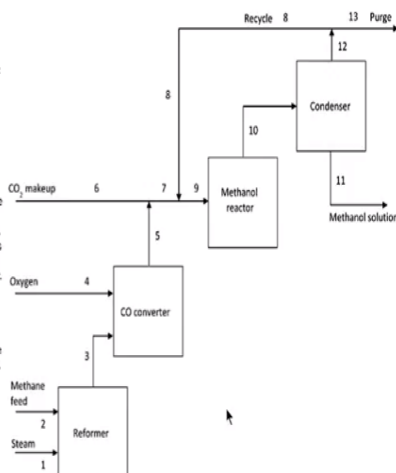 Recycle 8 13 Purge
12
8
Condenser
10
CO2 makeup 6 7 9
Methanol
reactor
11
Methanol solution
5
Oxygen 4
CO converter
3
Methane
feed
2
Reformer
Steam
1